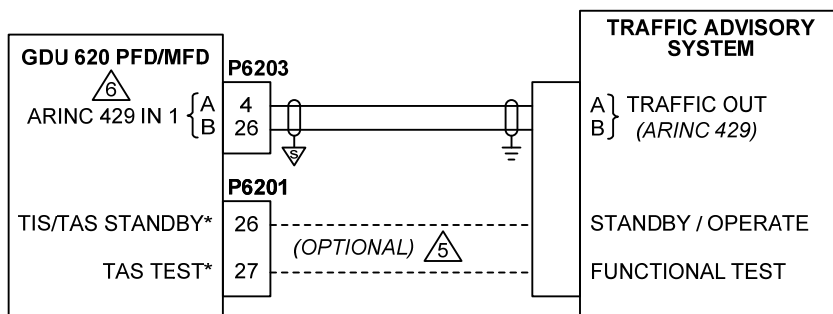 GDU 620 PFD/MFD
6
ARINC 429 IN 1 { A
B
P6203
4
26
S
TRAFFIC ADVISORY
SYSTEM
A } TRAFFIC OUT
B (ARINC 429)
P6201
TIS/TAS STANDBY* 26 STANDBY / OPERATE
(OPTIONAL) 5
TAS TEST* 27 FUNCTIONAL TEST